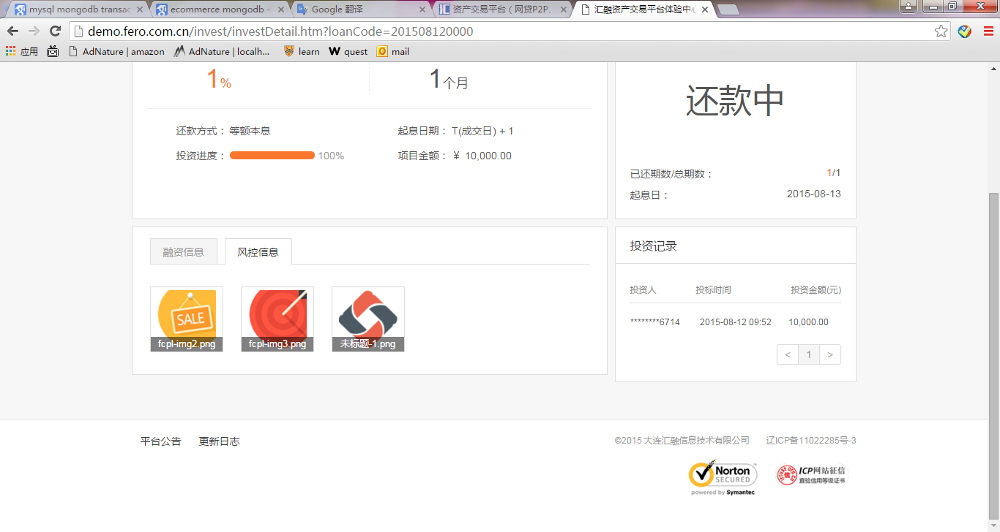 mysql mongodb transac
ecommerce mongodb -
Google 翻译
资产交易平台（网贷P2P
汇融资产交易平台体验中心
demo.fero.com.cn/invest/investDetail.htm?loanCode=201508120000
应用
AdNature | amazon
AdNature | localh...
learn
quest
mail
1%
1个月
还款方式： 等额本息
起息日期： T(成交日) + 1
投资进度： 100%
项目金额： ￥ 10,000.00
还款中
已还期数/总期数： 1/1
起息日： 2015-08-13
融资信息
风控信息
SALE
fcpl-img2.png
fcpl-img3.png
未标题-1.png
投资记录
投资人 投标时间 投资金额(元)
********6714 2015-08-12 09:52 10,000.00
< 1 >
平台公告 更新日志
©2015 大连汇融信息技术有限公司 辽ICP备11022285号-3
Norton
SECURED
powered by Symantec
ICP网站征信
查验信用等级证书